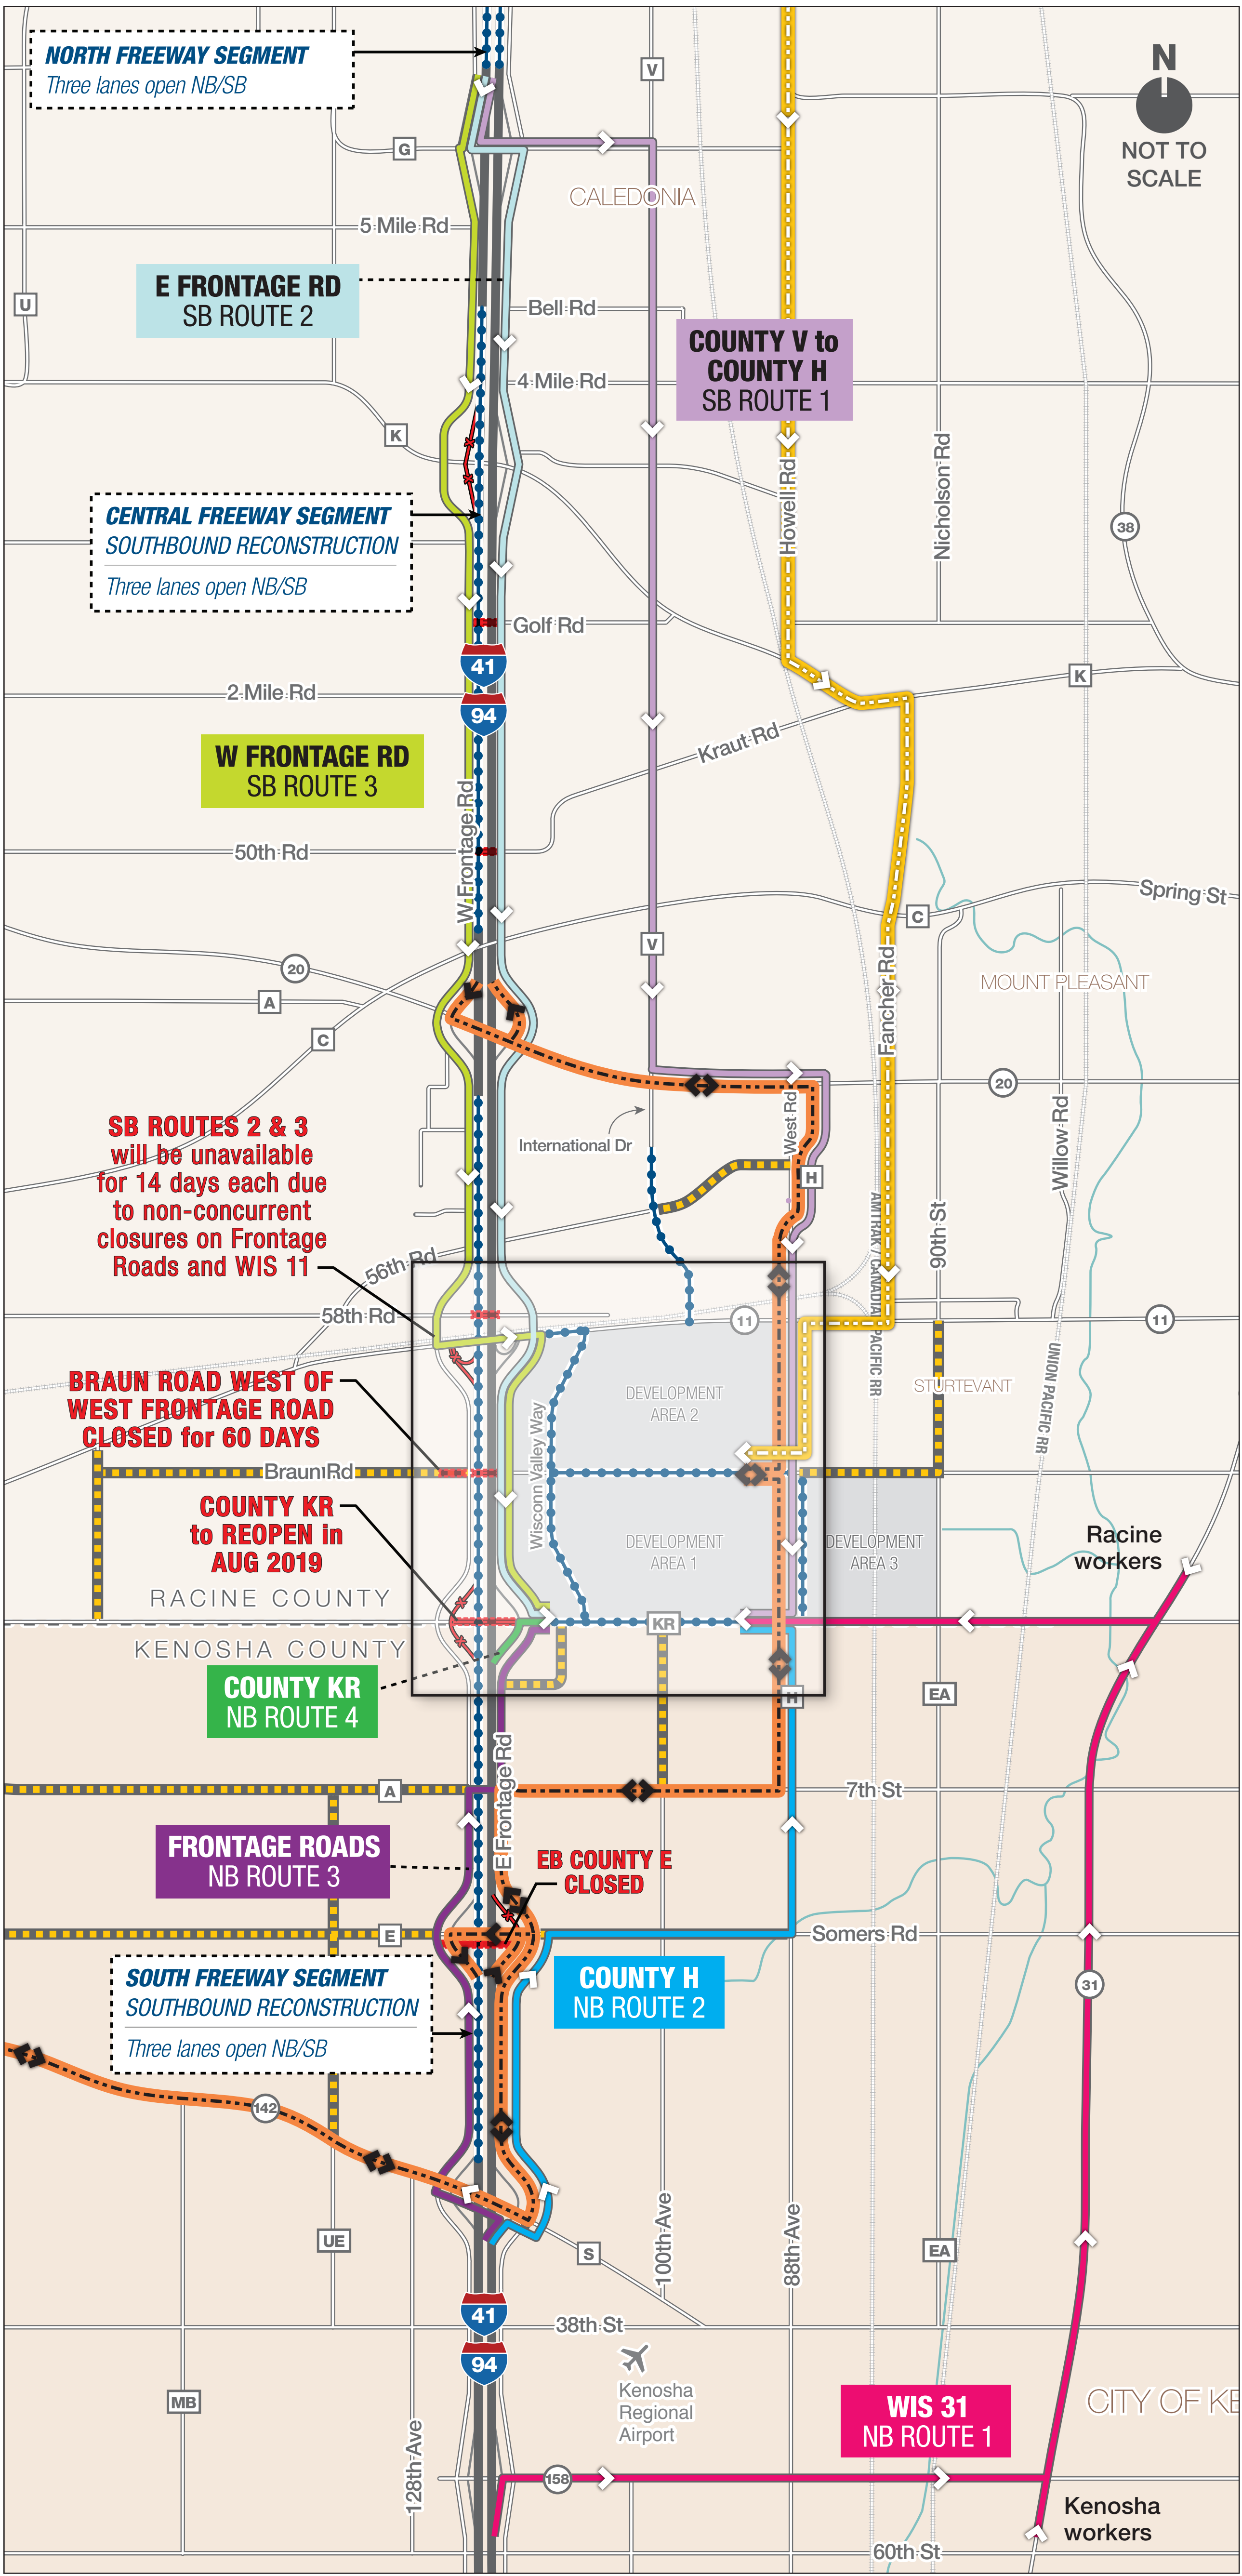 NORTH FREEWAY SEGMENT
Three lanes open NB/SB
V
N
NOT TO
SCALE
G
CALEDONIA
5 Mile Rd
E FRONTAGE RD
SB ROUTE 2
U
Bell Rd
COUNTY V to
COUNTY H
SB ROUTE 1
4 Mile Rd
K
Howell Rd
Nicholson Rd
CENTRAL FREEWAY SEGMENT
SOUTHBOUND RECONSTRUCTION
Three lanes open NB/SB
38
Golf Rd
41
K
2 Mile Rd
94
Kraut Rd
W FRONTAGE RD
SB ROUTE 3
W Frontage Rd
50th Rd
Spring St
C
V
20
Fancher Rd
MOUNT PLEASANT
A
C
20
West Rd
Willow Rd
SB ROUTES 2 & 3
will be unavailable
for 14 days each due
to non-concurrent
closures on Frontage
Roads and WIS 11
International Dr
H
AMTRAK / CANADIAN PACIFIC RR
90th St
56th Rd
58th Rd
11
11
UNION PACIFIC RR
BRAUN ROAD WEST OF
WEST FRONTAGE ROAD
CLOSED for 60 DAYS
DEVELOPMENT
AREA 2
STURTEVANT
Wisconn Valley Way
Braun Rd
COUNTY KR
to REOPEN in
AUG 2019
DEVELOPMENT
AREA 1
DEVELOPMENT
AREA 3
Racine
workers
RACINE COUNTY
KR
KENOSHA COUNTY
COUNTY KR
NB ROUTE 4
H
EA
E Frontage Rd
A
7th St
FRONTAGE ROADS
NB ROUTE 3
EB COUNTY E
CLOSED
E
Somers Rd
SOUTH FREEWAY SEGMENT
SOUTHBOUND RECONSTRUCTION
Three lanes open NB/SB
COUNTY H
NB ROUTE 2
31
142
100th Ave
88th Ave
UE
S
EA
41
38th St
94
Kenosha
Regional
Airport
MB
WIS 31
NB ROUTE 1
CITY OF KE
128th Ave
158
Kenosha
workers
60th St